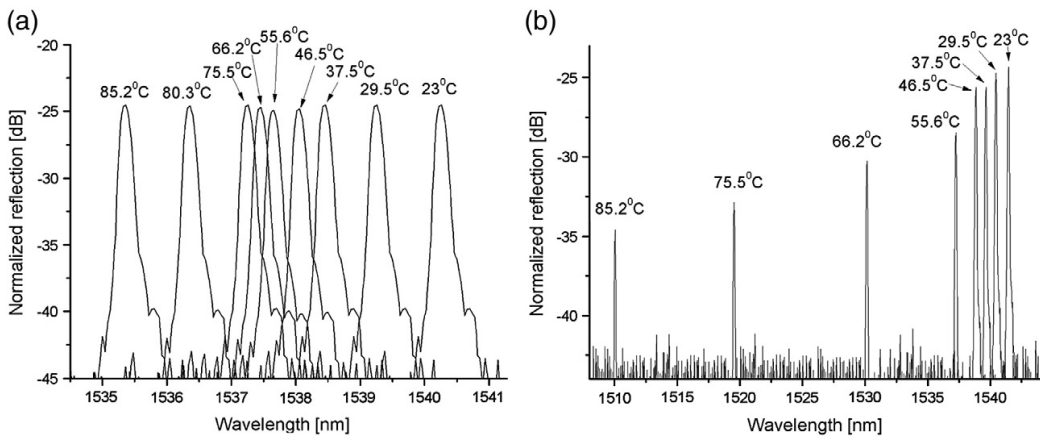 (a)
Normalized reflection [dB]
-20
-25
-30
-35
-40
-45
85.2⁰C
80.3⁰C
75.5⁰C
66.2⁰C
55.6⁰C
46.5⁰C
37.5⁰C
29.5⁰C
23⁰C
1535 1536 1537 1538 1539 1540 1541
Wavelength [nm]
(b)
Normalized reflection [dB]
-25
-30
-35
-40
85.2⁰C
75.5⁰C
66.2⁰C
55.6⁰C
46.5⁰C
37.5⁰C
29.5⁰C
23⁰C
1510 1515 1520 1525 1530 1535 1540
Wavelength [nm]